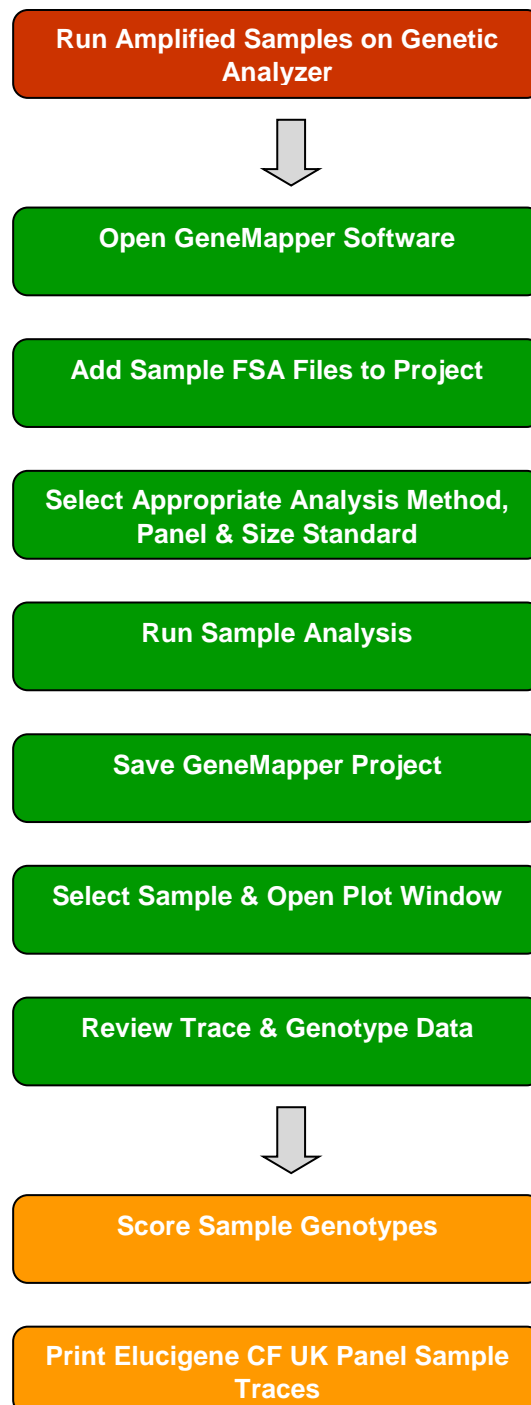 Run Amplified Samples on Genetic
Analyzer
Open GeneMapper Software
Add Sample FSA Files to Project
Select Appropriate Analysis Method,
Panel & Size Standard
Run Sample Analysis
Save GeneMapper Project
Select Sample & Open Plot Window
Review Trace & Genotype Data
Score Sample Genotypes
Print Elucigene CF UK Panel Sample
Traces